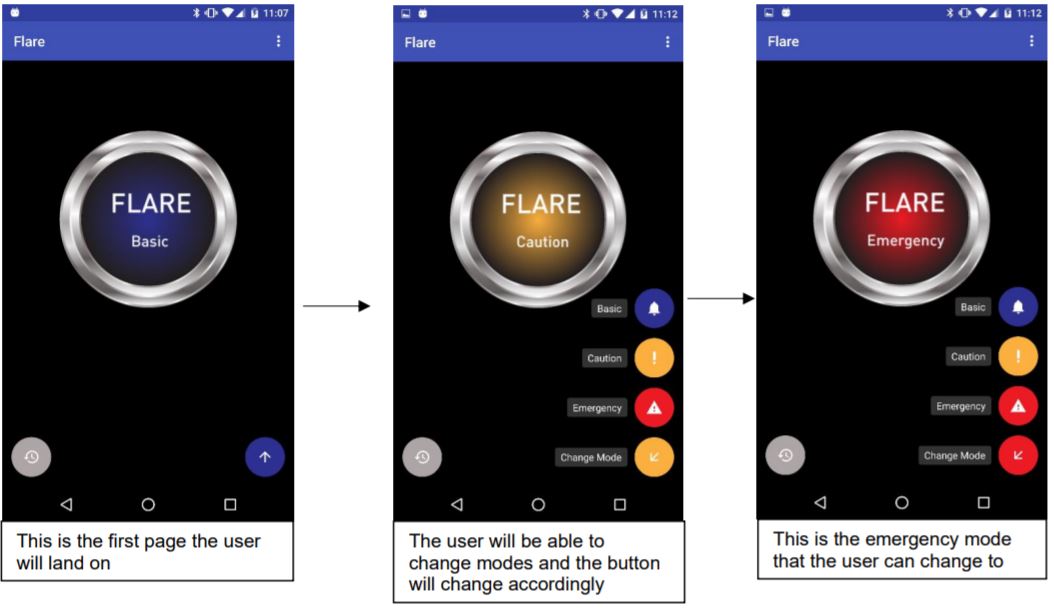 11:07
Flare
FLARE
Basic
This is the first page the user
will land on
11:12
Flare
FLARE
Caution
Basic
Caution
Emergency
Change Mode
The user will be able to
change modes and the button
will change accordingly
11:12
Flare
FLARE
Emergency
Basic
Caution
Emergency
Change Mode
This is the emergency mode
that the user can change to